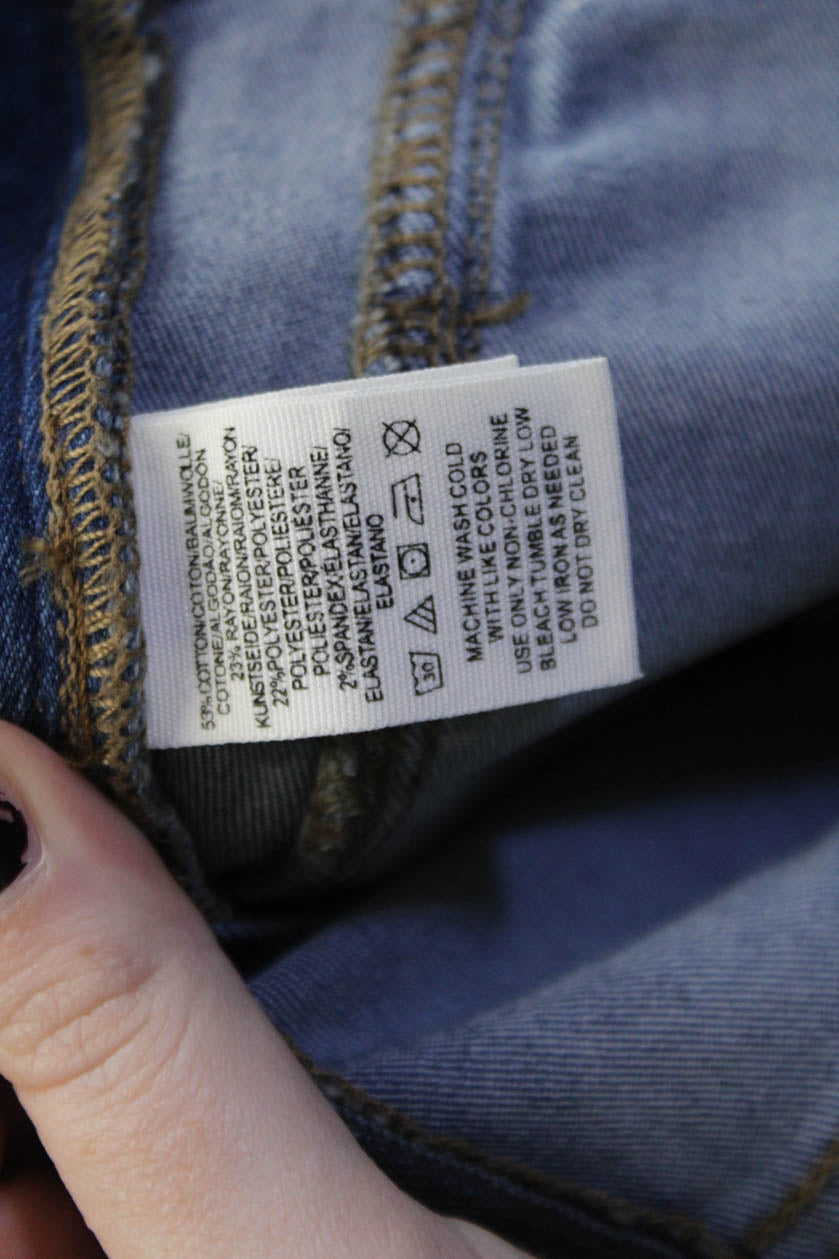 53% COTTON/COTON/BAUMWOLLE/
COTONE/ALGODÃO/ALGODÓN
23% RAYON/RAYONNE/
KUNSTSEIDE/RAION/RAIOM/RAYON
22%POLYESTER/POLYESTER/
POLYESTER/POLIESTERE/
POLIESTER/POLIÉSTER
2%SPANDEX/ÉLASTHANNE/
ELASTAN/ELASTAN/ELASTANO/
ELASTANO
30
MACHINE WASH COLD
WITH LIKE COLORS
USE ONLY NON-CHLORINE
BLEACH TUMBLE DRY LOW
LOW IRON AS NEEDED
DO NOT DRY CLEAN